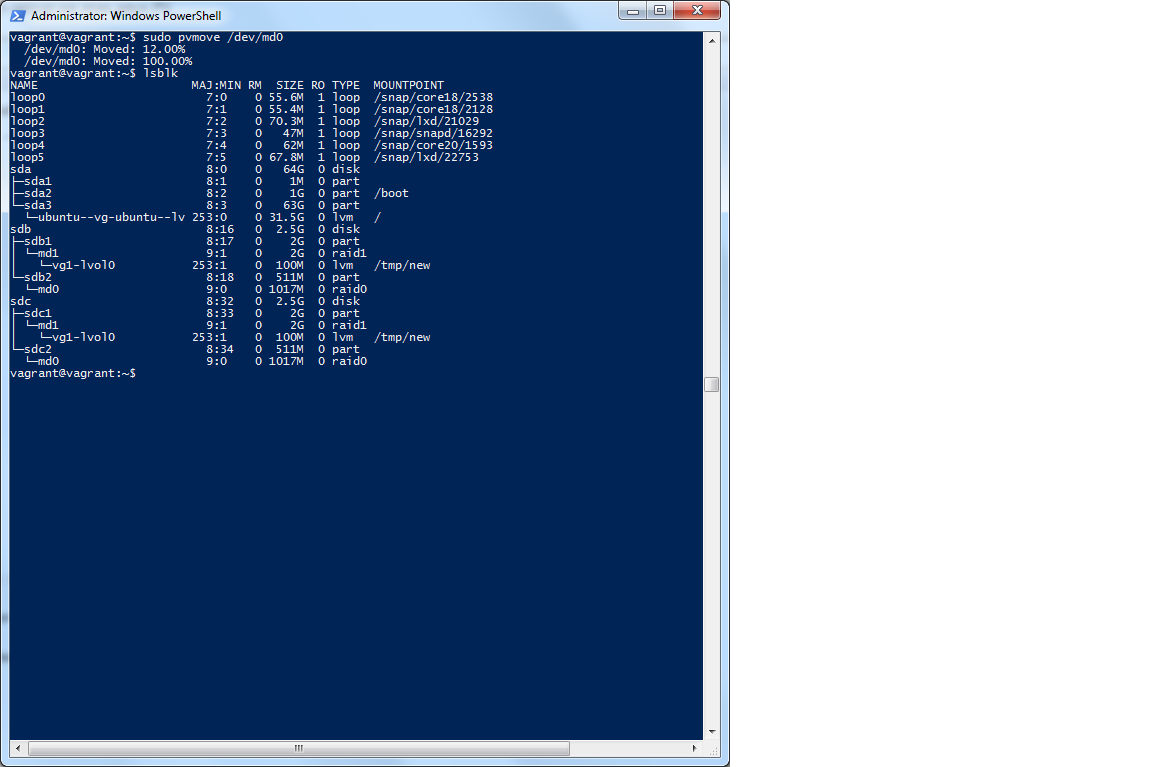 Administrator: Windows PowerShell
vagrant@vagrant:~$ sudo pvmove /dev/md0
  /dev/md0: Moved: 12.00%
  /dev/md0: Moved: 100.00%
vagrant@vagrant:~$ lsblk
NAME                      MAJ:MIN RM  SIZE RO TYPE  MOUNTPOINT
loop0                       7:0    0 55.6M  1 loop  /snap/core18/2538
loop1                       7:1    0 55.4M  1 loop  /snap/core18/2128
loop2                       7:2    0 70.3M  1 loop  /snap/lxd/21029
loop3                       7:3    0   47M  1 loop  /snap/snapd/16292
loop4                       7:4    0   62M  1 loop  /snap/core20/1593
loop5                       7:5    0 67.8M  1 loop  /snap/lxd/22753
sda                         8:0    0   64G  0 disk
├─sda1                      8:1    0    1M  0 part
├─sda2                      8:2    0    1G  0 part  /boot
└─sda3                      8:3    0   63G  0 part
  └─ubuntu--vg-ubuntu--lv 253:0    0 31.5G  0 lvm   /
sdb                         8:16   0  2.5G  0 disk
├─sdb1                      8:17   0    2G  0 part
│ └─md1                     9:1    0    2G  0 raid1
│   └─vg1-lvol0           253:1    0  100M  0 lvm   /tmp/new
└─sdb2                      8:18   0  511M  0 part
  └─md0                     9:0    0 1017M  0 raid0
sdc                         8:32   0  2.5G  0 disk
├─sdc1                      8:33   0    2G  0 part
│ └─md1                     9:1    0    2G  0 raid1
│   └─vg1-lvol0           253:1    0  100M  0 lvm   /tmp/new
└─sdc2                      8:34   0  511M  0 part
  └─md0                     9:0    0 1017M  0 raid0
vagrant@vagrant:~$